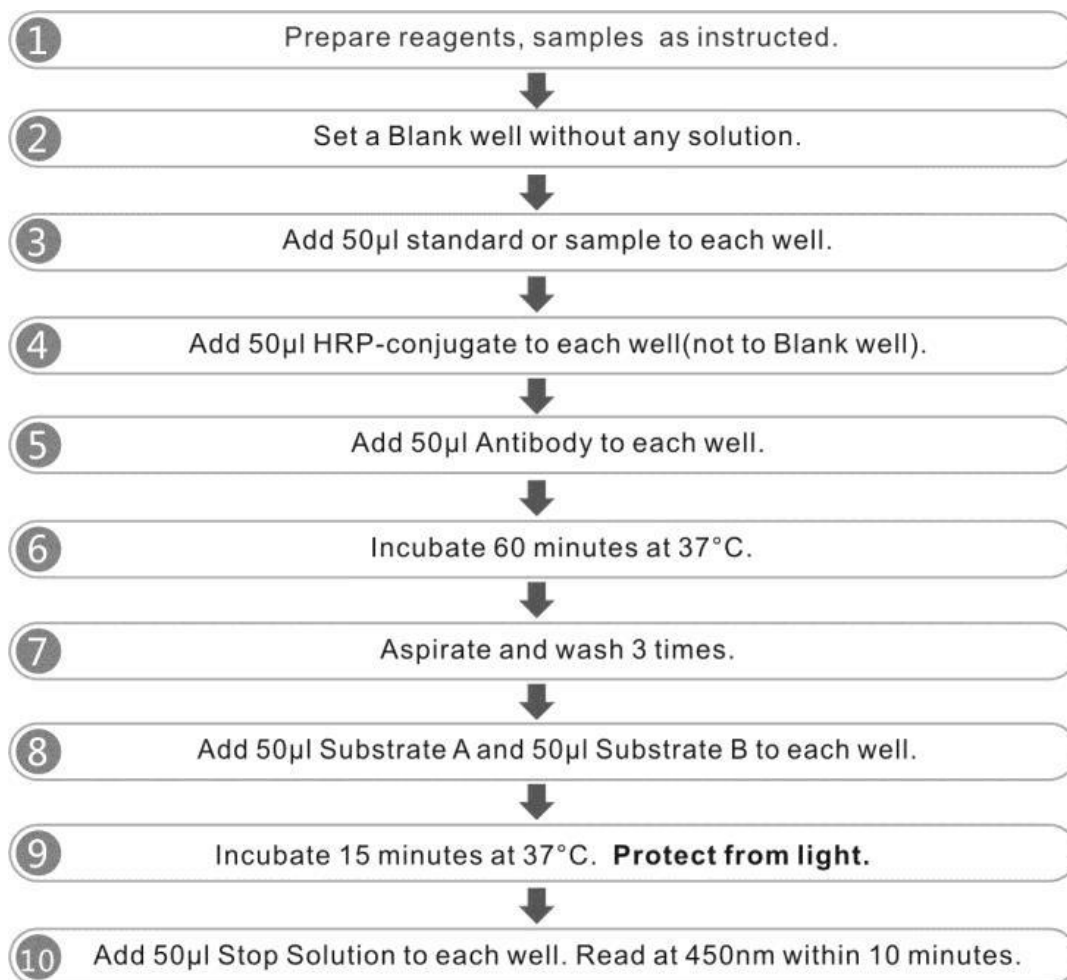 1 Prepare reagents, samples as instructed.
2 Set a Blank well without any solution.
3 Add 50µl standard or sample to each well.
4 Add 50µl HRP-conjugate to each well(not to Blank well).
5 Add 50µl Antibody to each well.
6 Incubate 60 minutes at 37°C.
7 Aspirate and wash 3 times.
8 Add 50µl Substrate A and 50µl Substrate B to each well.
9 Incubate 15 minutes at 37°C. Protect from light.
10 Add 50µl Stop Solution to each well. Read at 450nm within 10 minutes.